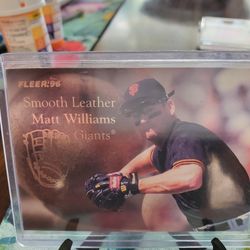 FLEER·96
Smooth Leather
Matt Williams
Giants®